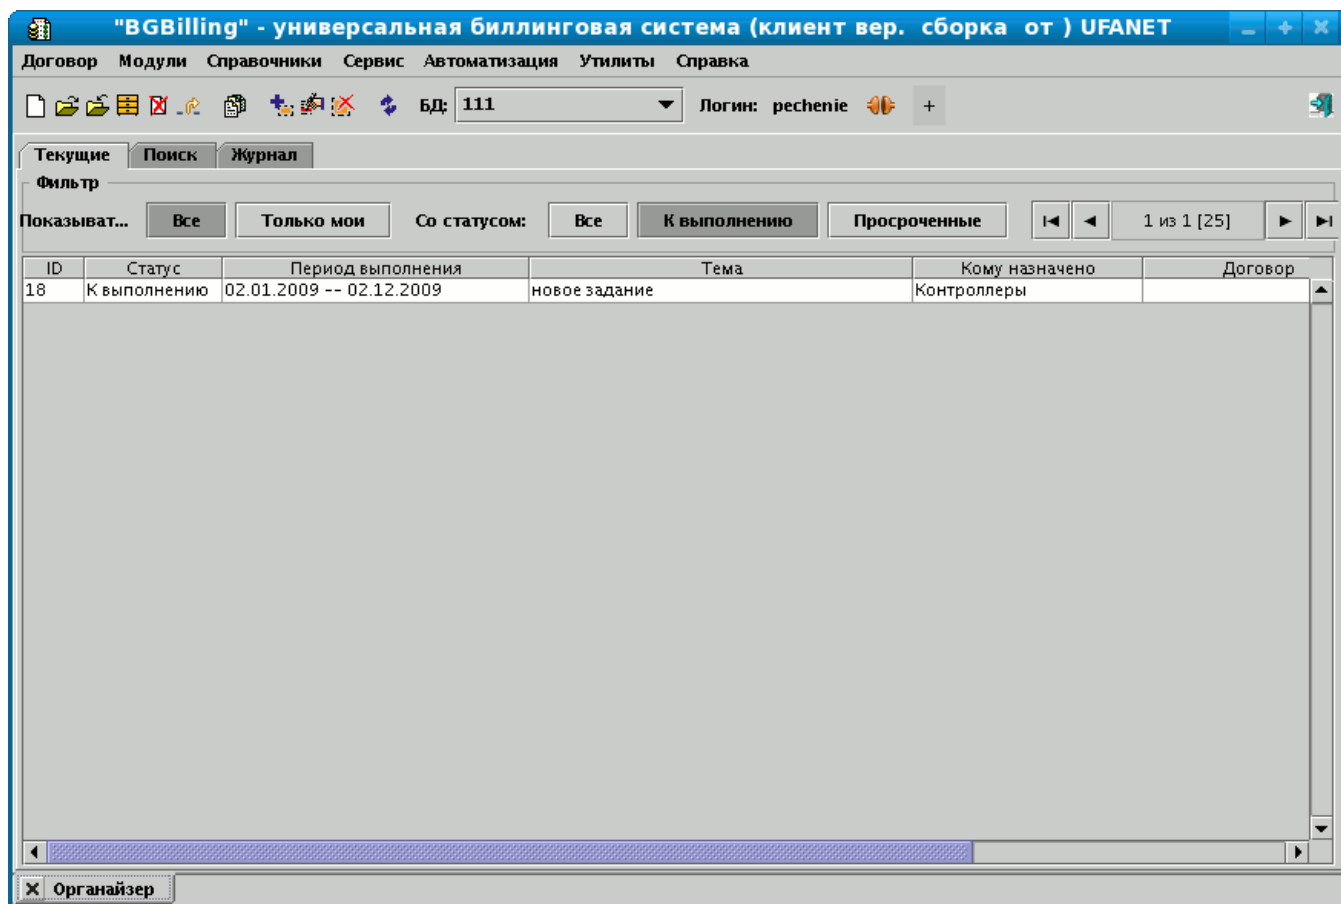 "BGBilling" - универсальная биллинговая система (клиент вер. сборка от ) UFANET
Договор Модули Справочники Сервис Автоматизация Утилиты Справка
БД: 111 Логин: pechenie +
Текущие Поиск Журнал
Фильтр
Показыват... Все Только мои Со статусом: Все К выполнению Просроченные 1 из 1 [25]
ID Статус Период выполнения Тема Кому назначено Договор
18 К выполнению 02.01.2009 -- 02.12.2009 новое задание Контроллеры
Органайзер